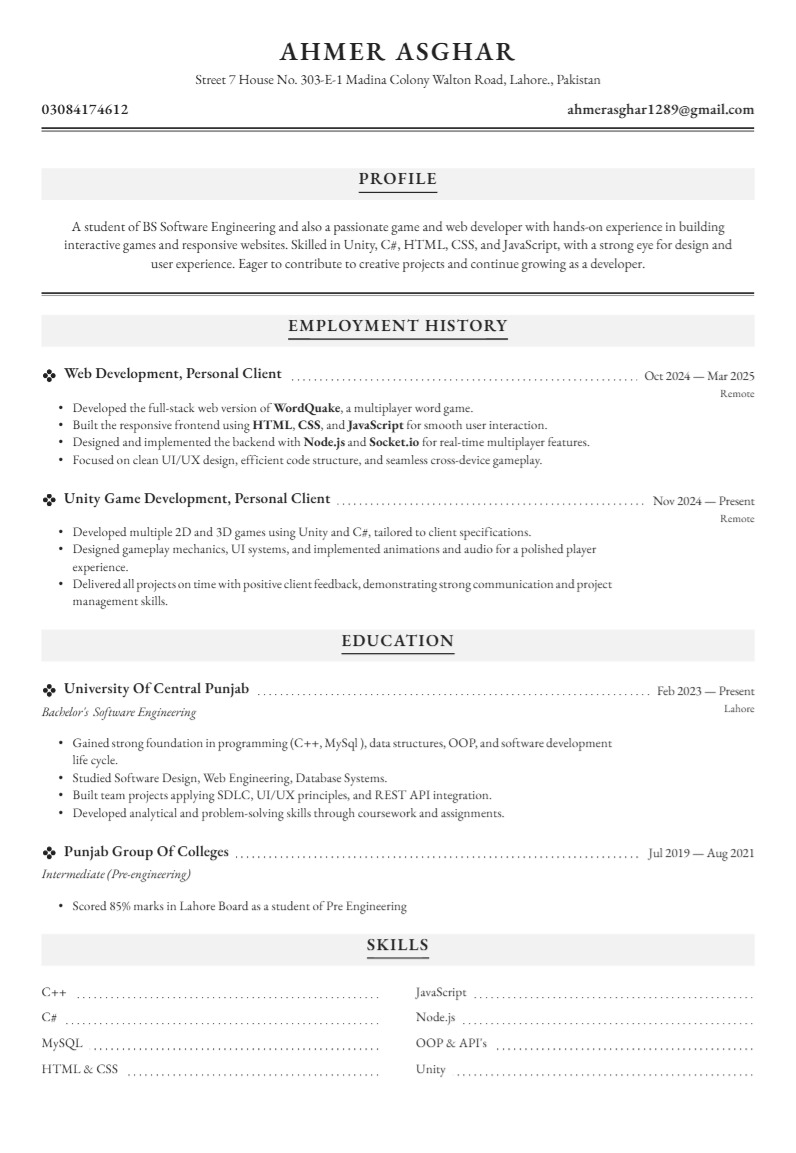 AHMER ASGHAR
Street 7 House No. 303-E-1 Madina Colony Walton Road, Lahore., Pakistan
03084174612 ahmerasghar1289@gmail.com
PROFILE
A student of BS Software Engineering and also a passionate game and web developer with hands-on experience in building
interactive games and responsive websites. Skilled in Unity, C#, HTML, CSS, and JavaScript, with a strong eye for design and
user experience. Eager to contribute to creative projects and continue growing as a developer.
EMPLOYMENT HISTORY
Web Development, Personal Client Oct 2024 — Mar 2025
Remote
• Developed the full-stack web version of WordQuake, a multiplayer word game.
• Built the responsive frontend using HTML, CSS, and JavaScript for smooth user interaction.
• Designed and implemented the backend with Node.js and Socket.io for real-time multiplayer features.
• Focused on clean UI/UX design, efficient code structure, and seamless cross-device gameplay.
Unity Game Development, Personal Client Nov 2024 — Present
Remote
• Developed multiple 2D and 3D games using Unity and C#, tailored to client specifications.
• Designed gameplay mechanics, UI systems, and implemented animations and audio for a polished player
experience.
• Delivered all projects on time with positive client feedback, demonstrating strong communication and project
management skills.
EDUCATION
University Of Central Punjab Feb 2023 — Present
Bachelor's Software Engineering Lahore
• Gained strong foundation in programming (C++, MySql ), data structures, OOP, and software development
life cycle.
• Studied Software Design, Web Engineering, Database Systems.
• Built team projects applying SDLC, UI/UX principles, and REST API integration.
• Developed analytical and problem-solving skills through coursework and assignments.
Punjab Group Of Colleges Jul 2019 — Aug 2021
Intermediate (Pre-engineering)
• Scored 85% marks in Lahore Board as a student of Pre Engineering
SKILLS
C++ JavaScript
C# Node.js
MySQL OOP & API's
HTML & CSS Unity